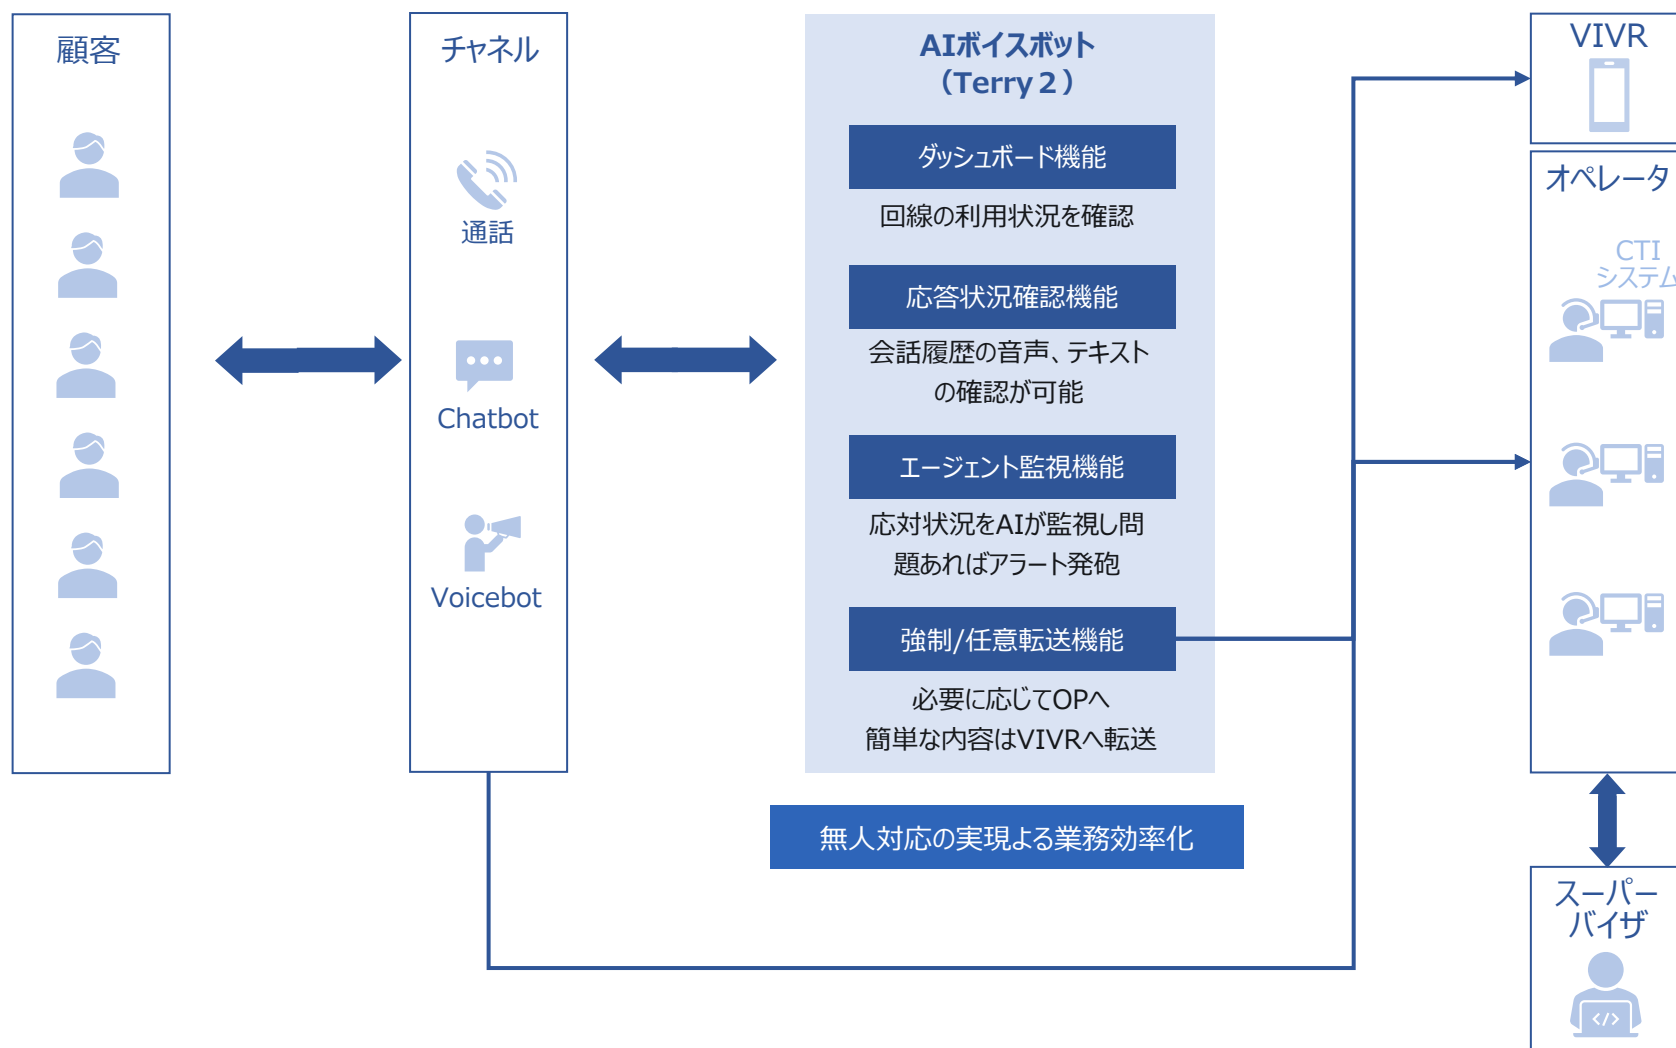 顧客
チャネル
通話
Chatbot
Voicebot
AIボイスボット
（Terry２）
ダッシュボード機能
回線の利用状況を確認
応答状況確認機能
会話履歴の音声、テキスト
の確認が可能
エージェント監視機能
応対状況をAIが監視し問
題あればアラート発砲
強制/任意転送機能
必要に応じてOPへ
簡単な内容はVIVRへ転送
無人対応の実現よる業務効率化
VIVR
オペレータ
CTI
システム
スーパー
バイザ